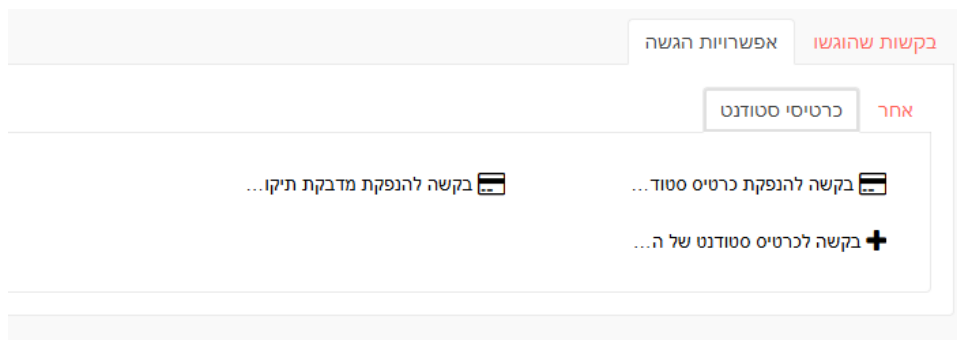 בקשות שהוגשו אפשרויות הגשה
אחר כרטיסי סטודנט
בקשה להנפקת כרטיס סטוד... בקשה להנפקת מדבקת תיקו...
בקשה לכרטיס סטודנט של ה...